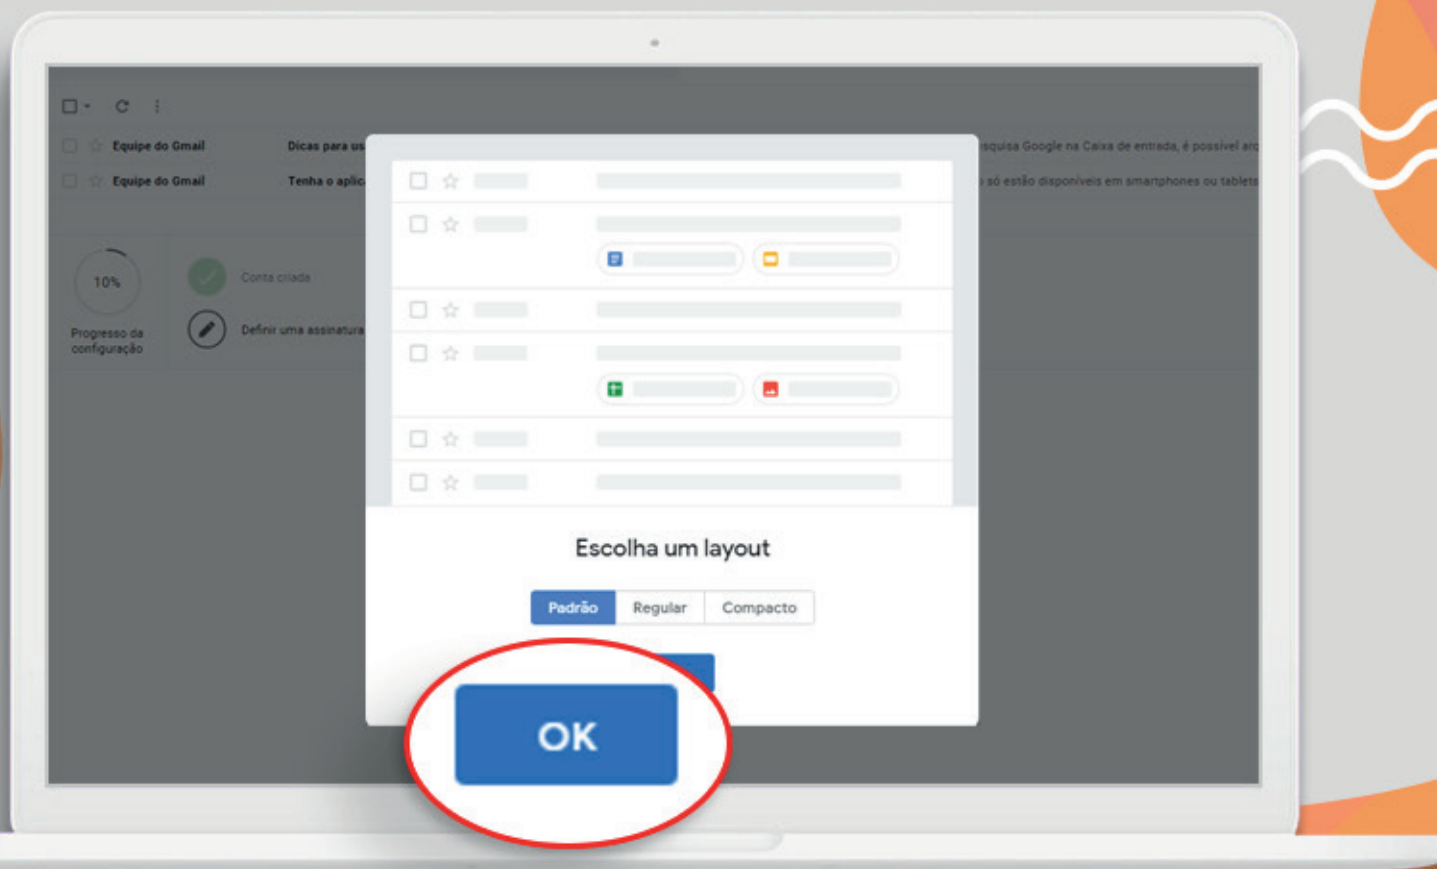 Equipe do Gmail Dicas para us squisa Google na Caixa de entrada, é possível arq
Equipe do Gmail Tenha o aplic só estão disponíveis em smartphones ou tablets
10%
Progresso da
configuração
Conta criada
Definir uma assinatura
Escolha um layout
Padrão Regular Compacto
OK